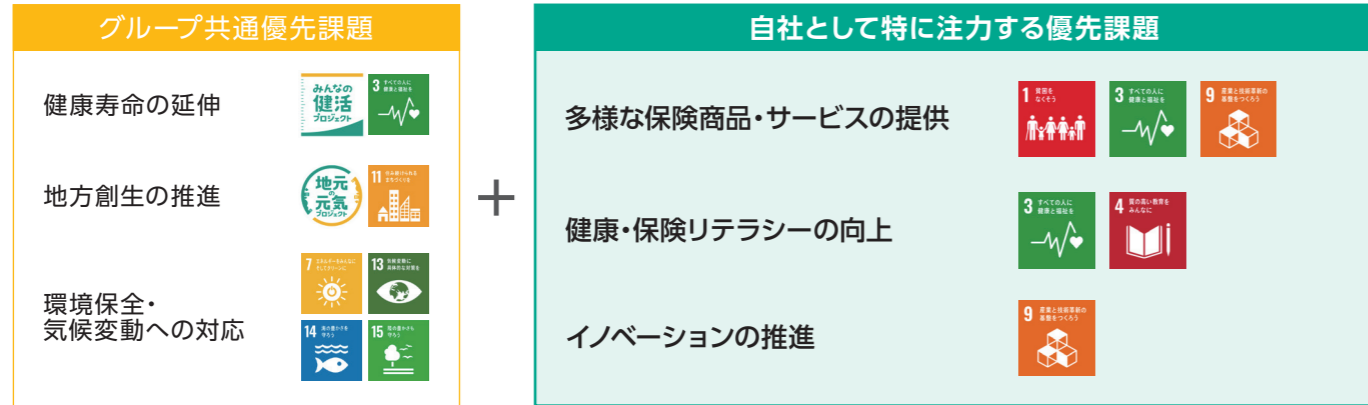 グループ共通優先課題
健康寿命の延伸
みんなの
健活
プロジェクト
3 すべての人に
健康と福祉を
地方創生の推進
地元
の
元気
プロジェクト
11 住み続けられる
まちづくりを
環境保全・
気候変動への対応
7 エネルギーをみんなに
そしてクリーンに
13 気候変動に
具体的な対策を
14 海の豊かさを
守ろう
15 陸の豊かさも
守ろう
+
自社として特に注力する優先課題
多様な保険商品・サービスの提供
1 貧困を
なくそう
3 すべての人に
健康と福祉を
9 産業と技術革新の
基盤をつくろう
健康・保険リテラシーの向上
3 すべての人に
健康と福祉を
4 質の高い教育を
みんなに
イノベーションの推進
9 産業と技術革新の
基盤をつくろう